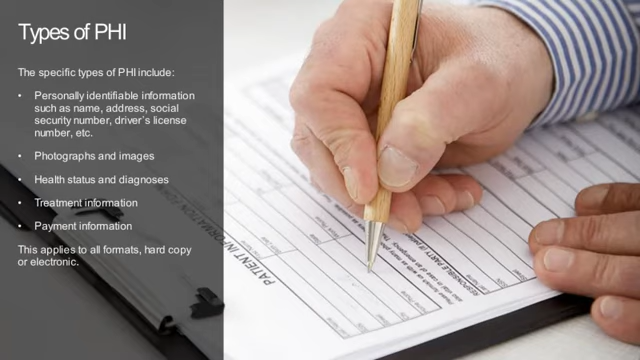 Types of PHI
The specific types of PHI include:
• Personally identifiable information
such as name, address, social
security number, driver's license
number, etc.
• Photographs and images
• Health status and diagnoses
• Treatment information
• Payment information
This applies to all formats, hard copy
or electronic.
PATIENT INFORMATION
RESPONSIBLE PARTY